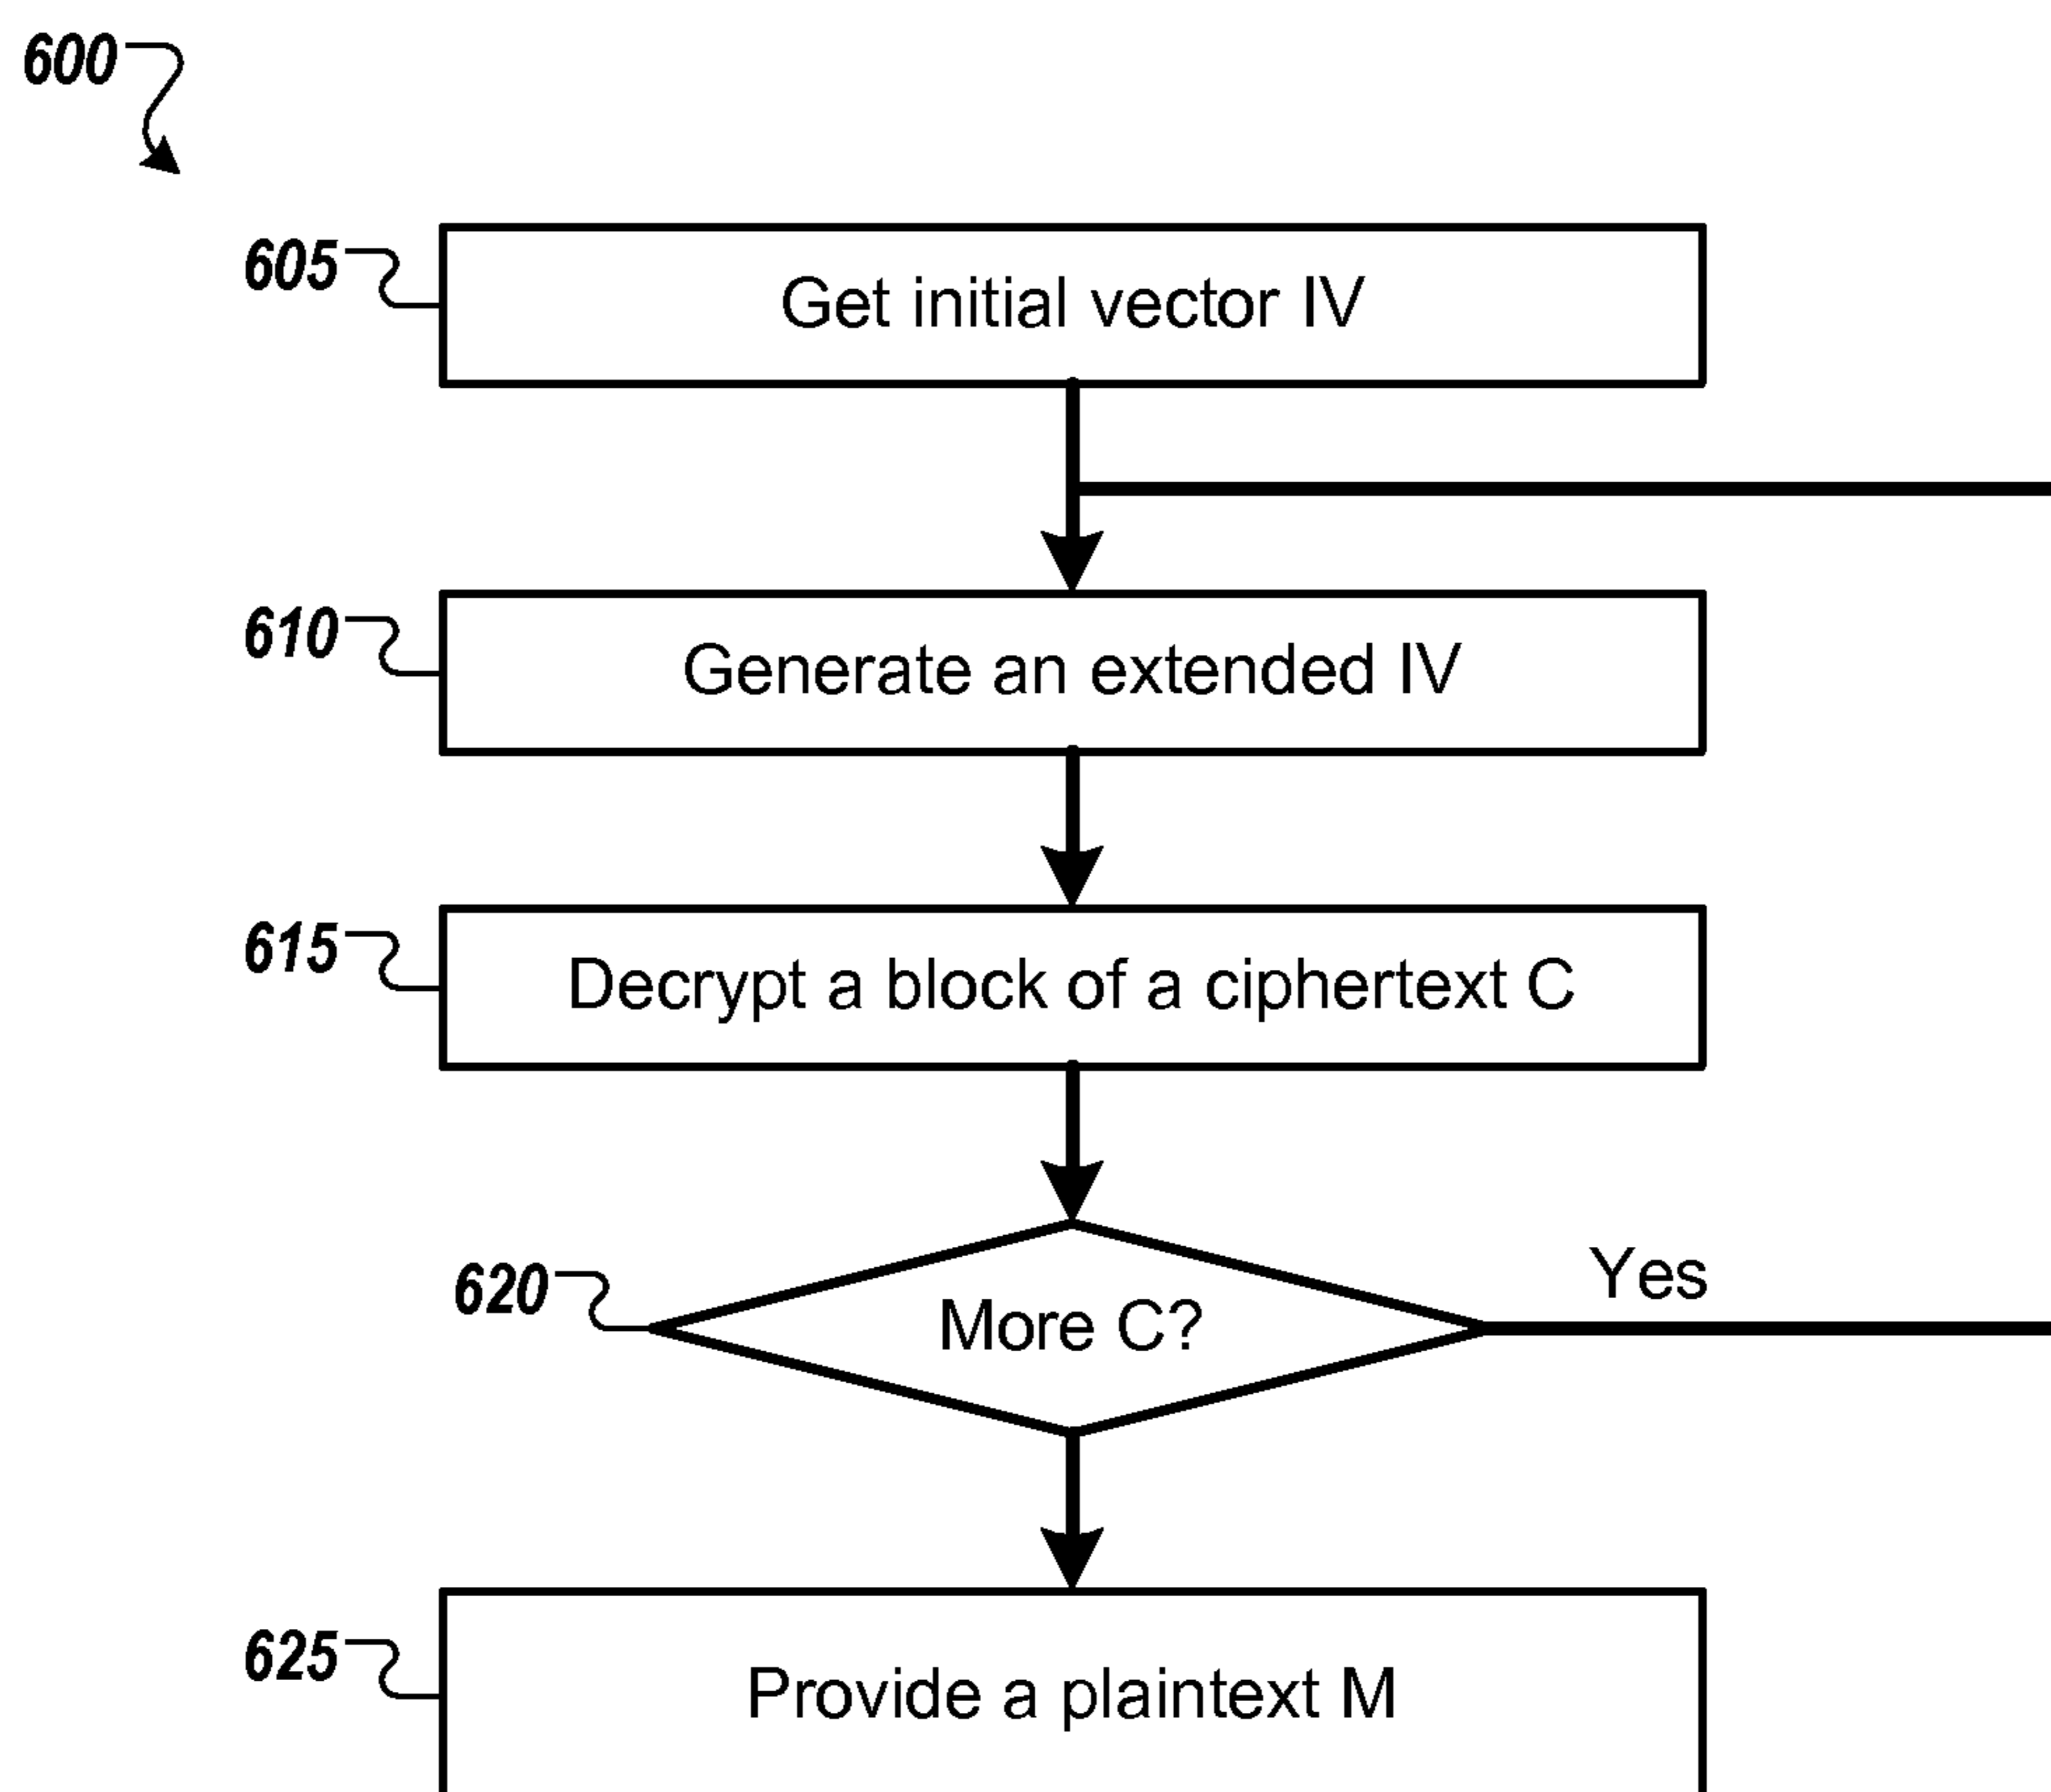 600
605
Get initial vector IV
610
Generate an extended IV
615
Decrypt a block of a ciphertext C
620
More C?
Yes
625
Provide a plaintext M